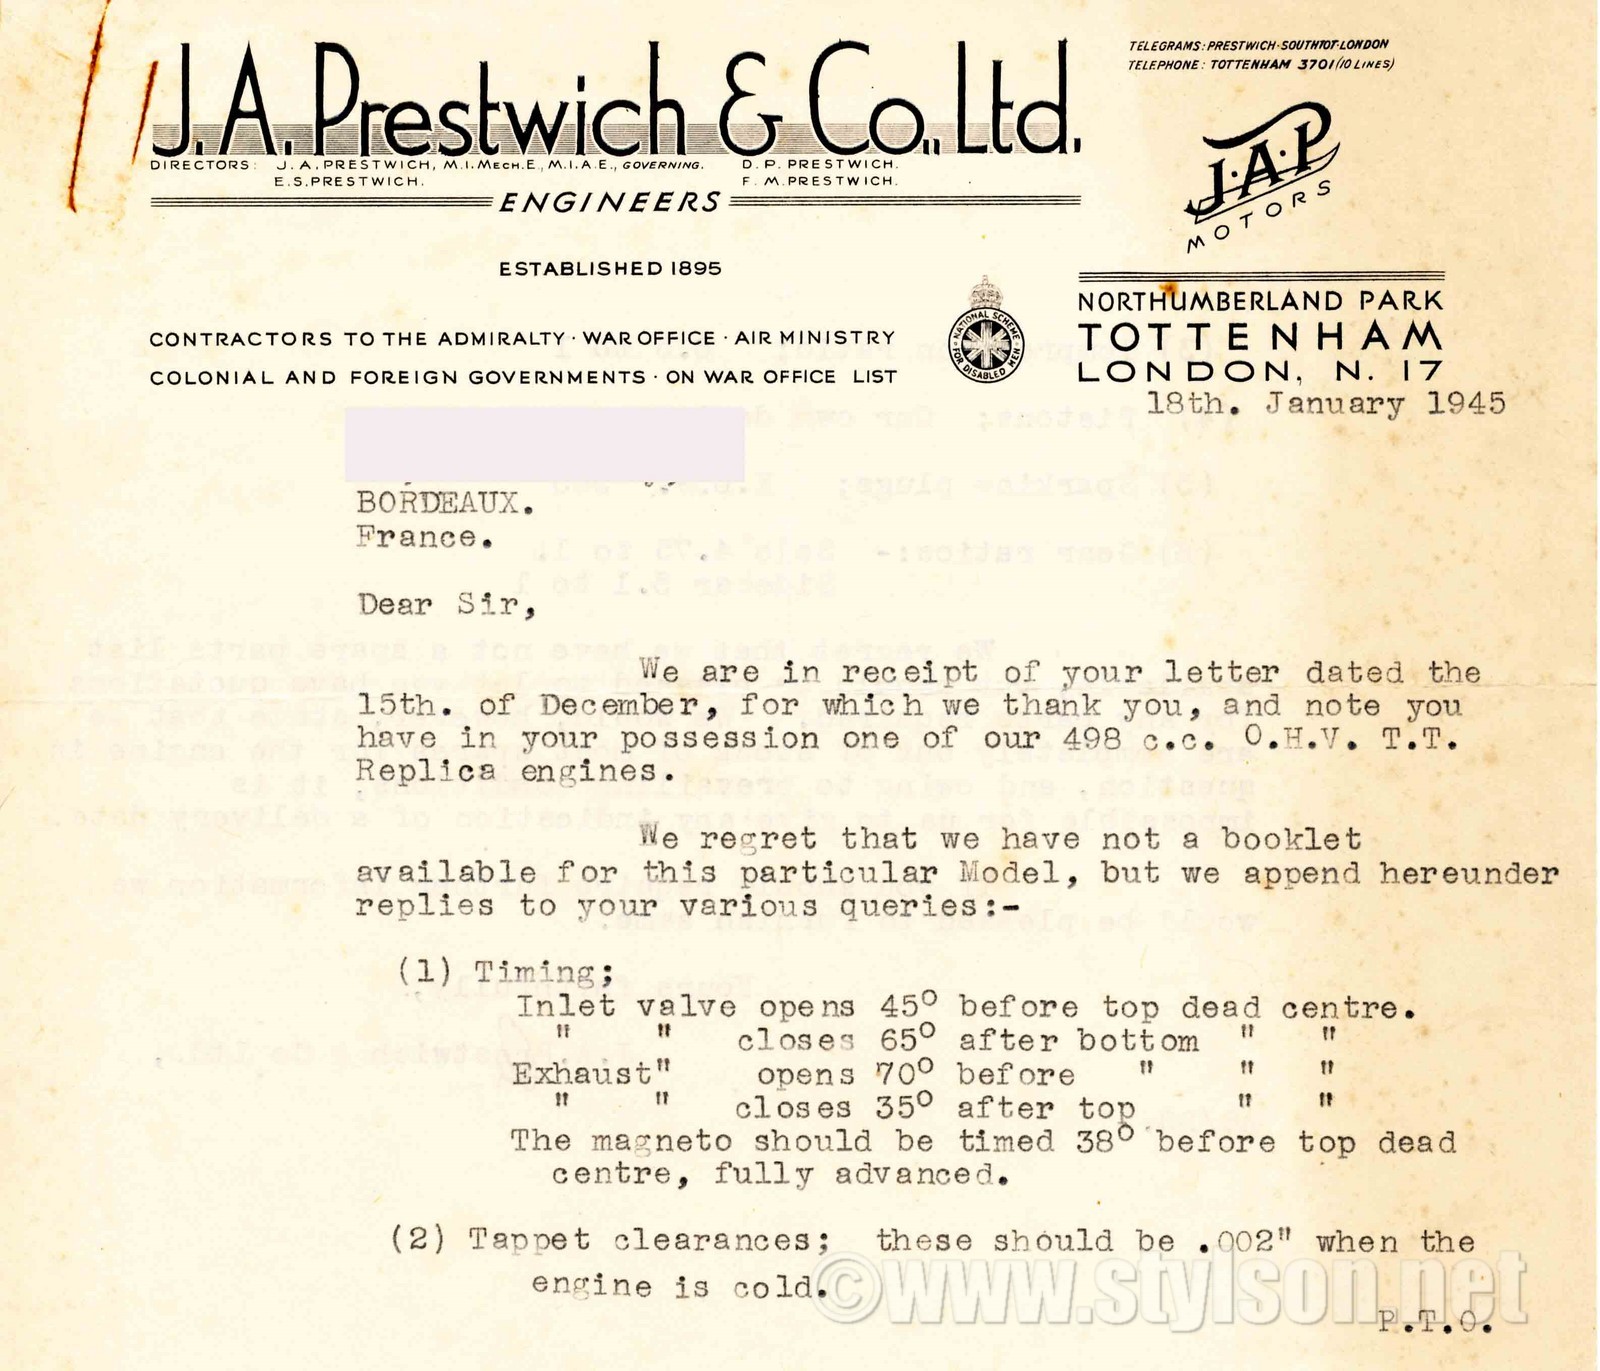 J.A. Prestwich & Co., Ltd.
DIRECTORS: J. A. PRESTWICH, M.I.MECH.E., M.I.A.E., GOVERNING. D. P. PRESTWICH.
E. S. PRESTWICH. F. M. PRESTWICH.
ENGINEERS
TELEGRAMS: PRESTWICH·SOUTHTOT·LONDON
TELEPHONE: TOTTENHAM 3701 (10 LINES)
J.A.P
MOTORS
ESTABLISHED 1895
CONTRACTORS TO THE ADMIRALTY · WAR OFFICE · AIR MINISTRY
COLONIAL AND FOREIGN GOVERNMENTS · ON WAR OFFICE LIST
NATIONAL SCHEME
FOR DISABLED MEN
NORTHUMBERLAND PARK
TOTTENHAM
LONDON, N. 17
18th. January 1945
BORDEAUX.
France.
Dear Sir,
We are in receipt of your letter dated the
15th. of December, for which we thank you, and note you
have in your possession one of our 498 c.c. O.H.V. T.T.
Replica engines.
We regret that we have not a booklet
available for this particular Model, but we append hereunder
replies to your various queries:-
(1) Timing;
Inlet valve opens 45° before top dead centre.
" " closes 65° after bottom " "
Exhaust" opens 70° before " " "
" " closes 35° after top " "
The magneto should be timed 38° before top dead
centre, fully advanced.
(2) Tappet clearances; these should be .002" when the
engine is cold.
©www.stylson.net
P.T.O.